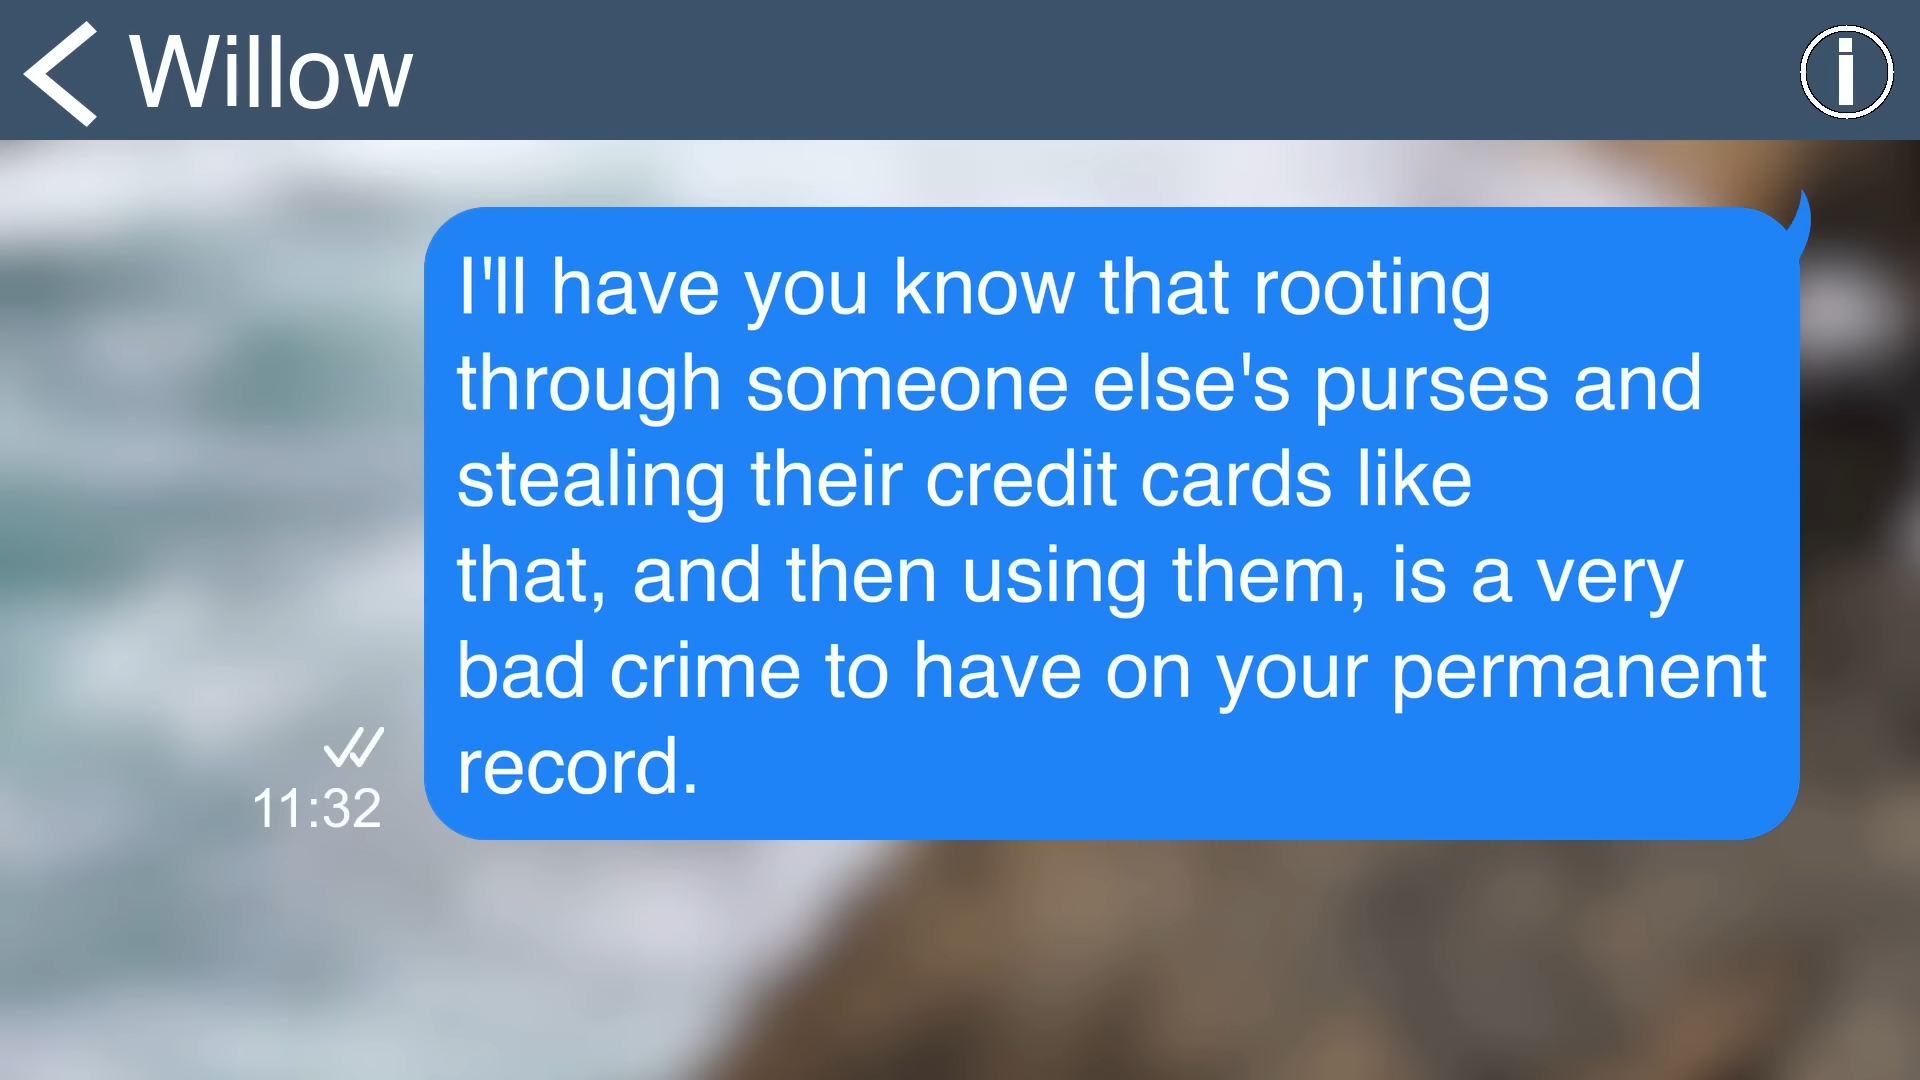 Willow
I'll have you know that rooting
through someone else's purses and
stealing their credit cards like
that, and then using them, is a very
bad crime to have on your permanent
record.
11:32